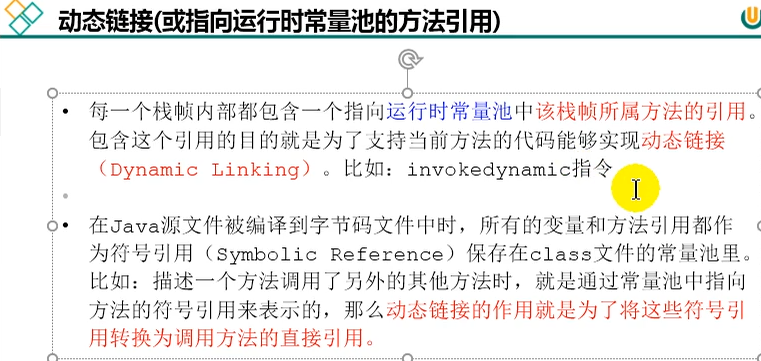 动态链接(或指向运行时常量池的方法引用)
• 每一个栈帧内部都包含一个指向运行时常量池中该栈帧所属方法的引用。
包含这个引用的目的就是为了支持当前方法的代码能够实现动态链接
（Dynamic Linking）。比如：invokedynamic指令
• 在Java源文件被编译到字节码文件中时，所有的变量和方法引用都作
为符号引用（Symbolic Reference）保存在class文件的常量池里。
比如：描述一个方法调用了另外的其他方法时，就是通过常量池中指向
方法的符号引用来表示的，那么动态链接的作用就是为了将这些符号引
用转换为调用方法的直接引用。